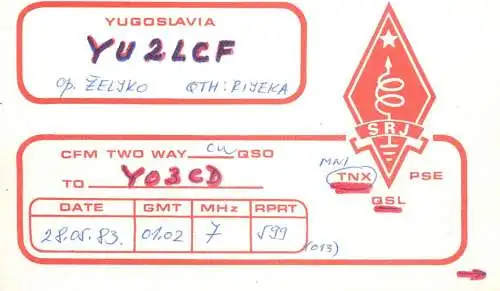 YUGOSLAVIA
YU2LCF
op. ŽELJKO QTH: RIJEKA
SRJ
CFM TWO WAY CW QSO
TO YO3CD
MNI
TNX PSE
QSL
DATE GMT MHz RPRT
28.05.83. 01.02 7 599
(013)